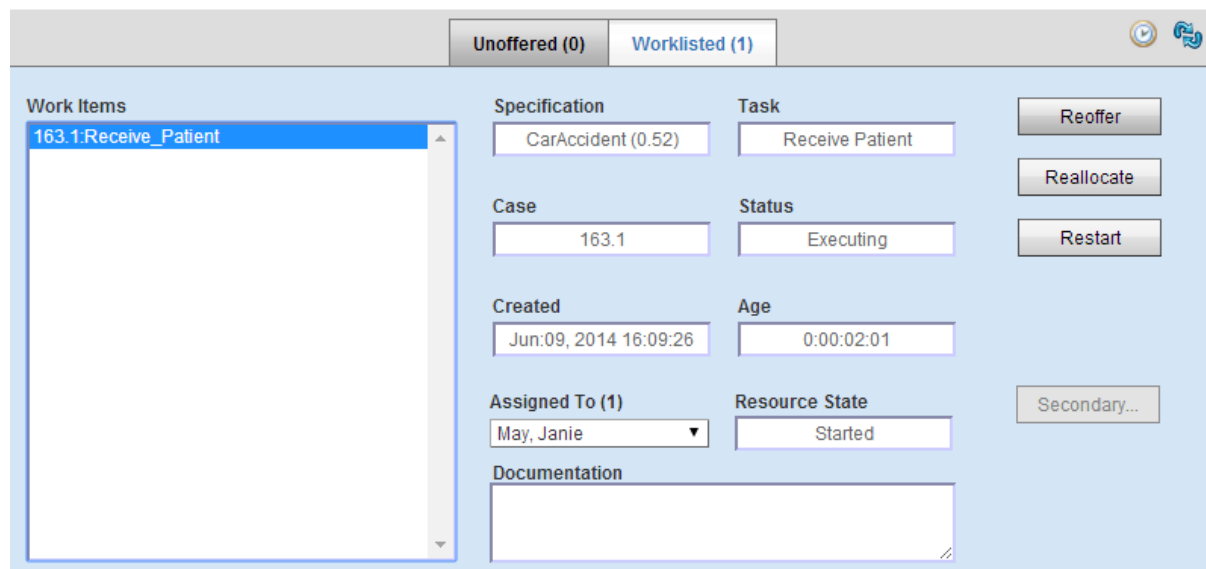 Unoffered (0) Worklisted (1)
Work Items
163.1:Receive_Patient
Specification Task
CarAccident (0.52) Receive Patient
Case Status
163.1 Executing
Created Age
Jun:09, 2014 16:09:26 0:00:02:01
Assigned To (1) Resource State
May, Janie Started
Documentation
Reoffer
Reallocate
Restart
Secondary...